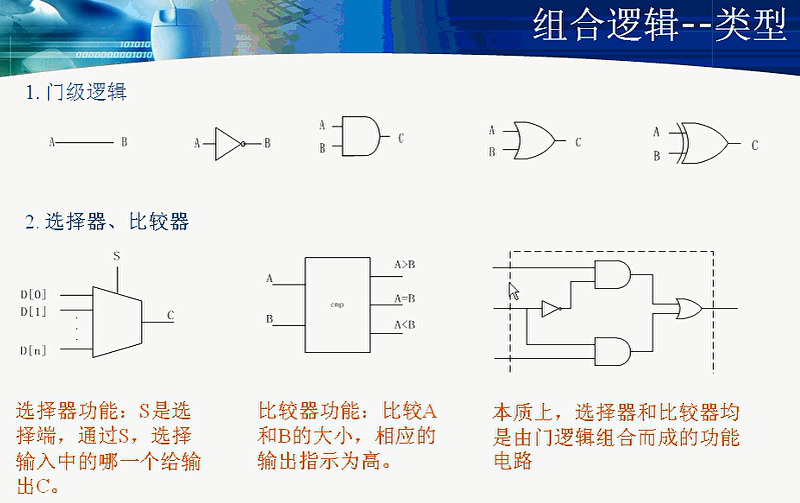 101010
000000001010
组合逻辑--类型
1. 门级逻辑
A B
A B
A
B
C
A
B
C
A
B
C
2. 选择器、比较器
S
D[0]
D[1]
D[n]
C
A
B
cmp
A>B
A=B
A<B
选择器功能：S是选
择端，通过S，选择
输入中的哪一个给输
出C。
比较器功能：比较A
和B的大小，相应的
输出指示为高。
本质上，选择器和比较器均
是由门逻辑组合而成的功能
电路